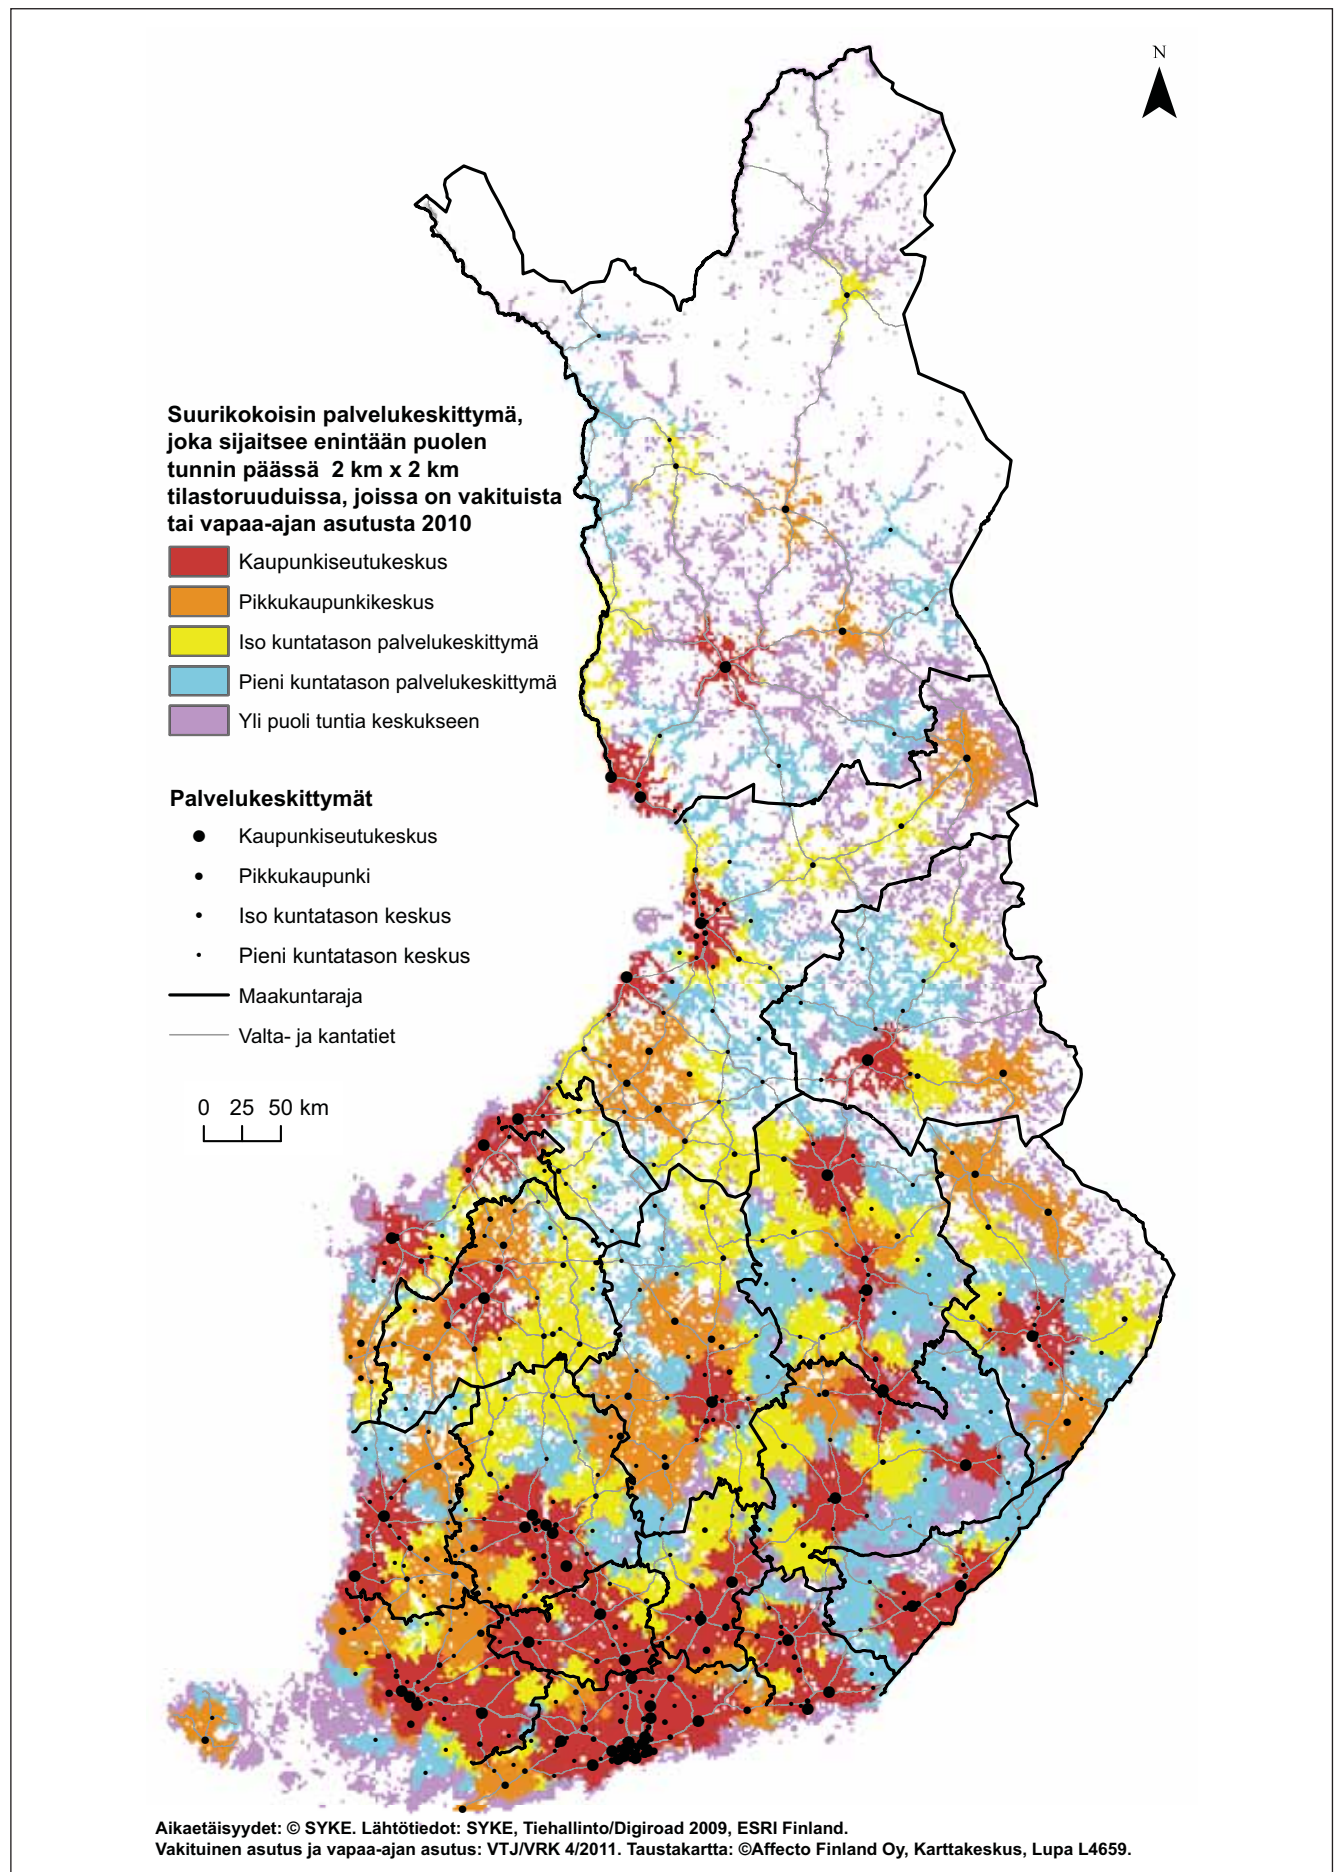 N
Suurikokoisin palvelukeskittymä,
joka sijaitsee enintään puolen
tunnin päässä 2 km x 2 km
tilastoruuduissa, joissa on vakituista
tai vapaa-ajan asutusta 2010
Kaupunkiseutukeskus
Pikkukaupunkikeskus
Iso kuntatason palvelukeskittymä
Pieni kuntatason palvelukeskittymä
Yli puoli tuntia keskukseen
Palvelukeskittymät
Kaupunkiseutukeskus
Pikkukaupunki
Iso kuntatason keskus
Pieni kuntatason keskus
Maakuntaraja
Valta- ja kantatiet
0 25 50 km
Aikaetäisyydet: © SYKE. Lähtötiedot: SYKE, Tiehallinto/Digiroad 2009, ESRI Finland.
Vakituinen asutus ja vapaa-ajan asutus: VTJ/VRK 4/2011. Taustakartta: ©Affecto Finland Oy, Karttakeskus, Lupa L4659.